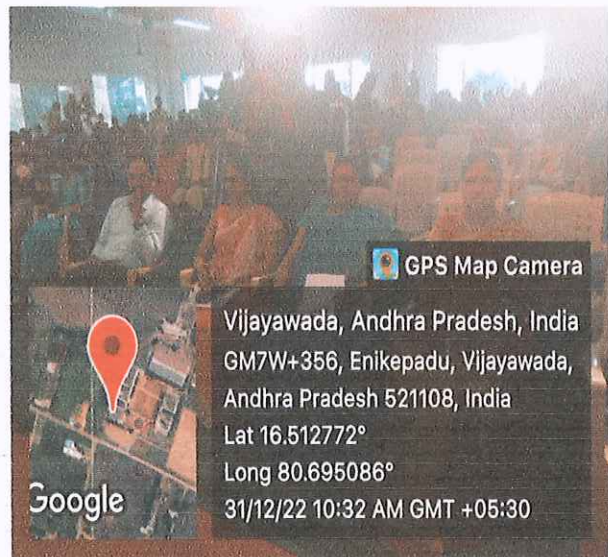 GPS Map Camera
Vijayawada, Andhra Pradesh, India
GM7W+356, Enikepadu, Vijayawada,
Andhra Pradesh 521108, India
Lat 16.512772°
Long 80.695086°
31/12/22 10:32 AM GMT +05:30
Google